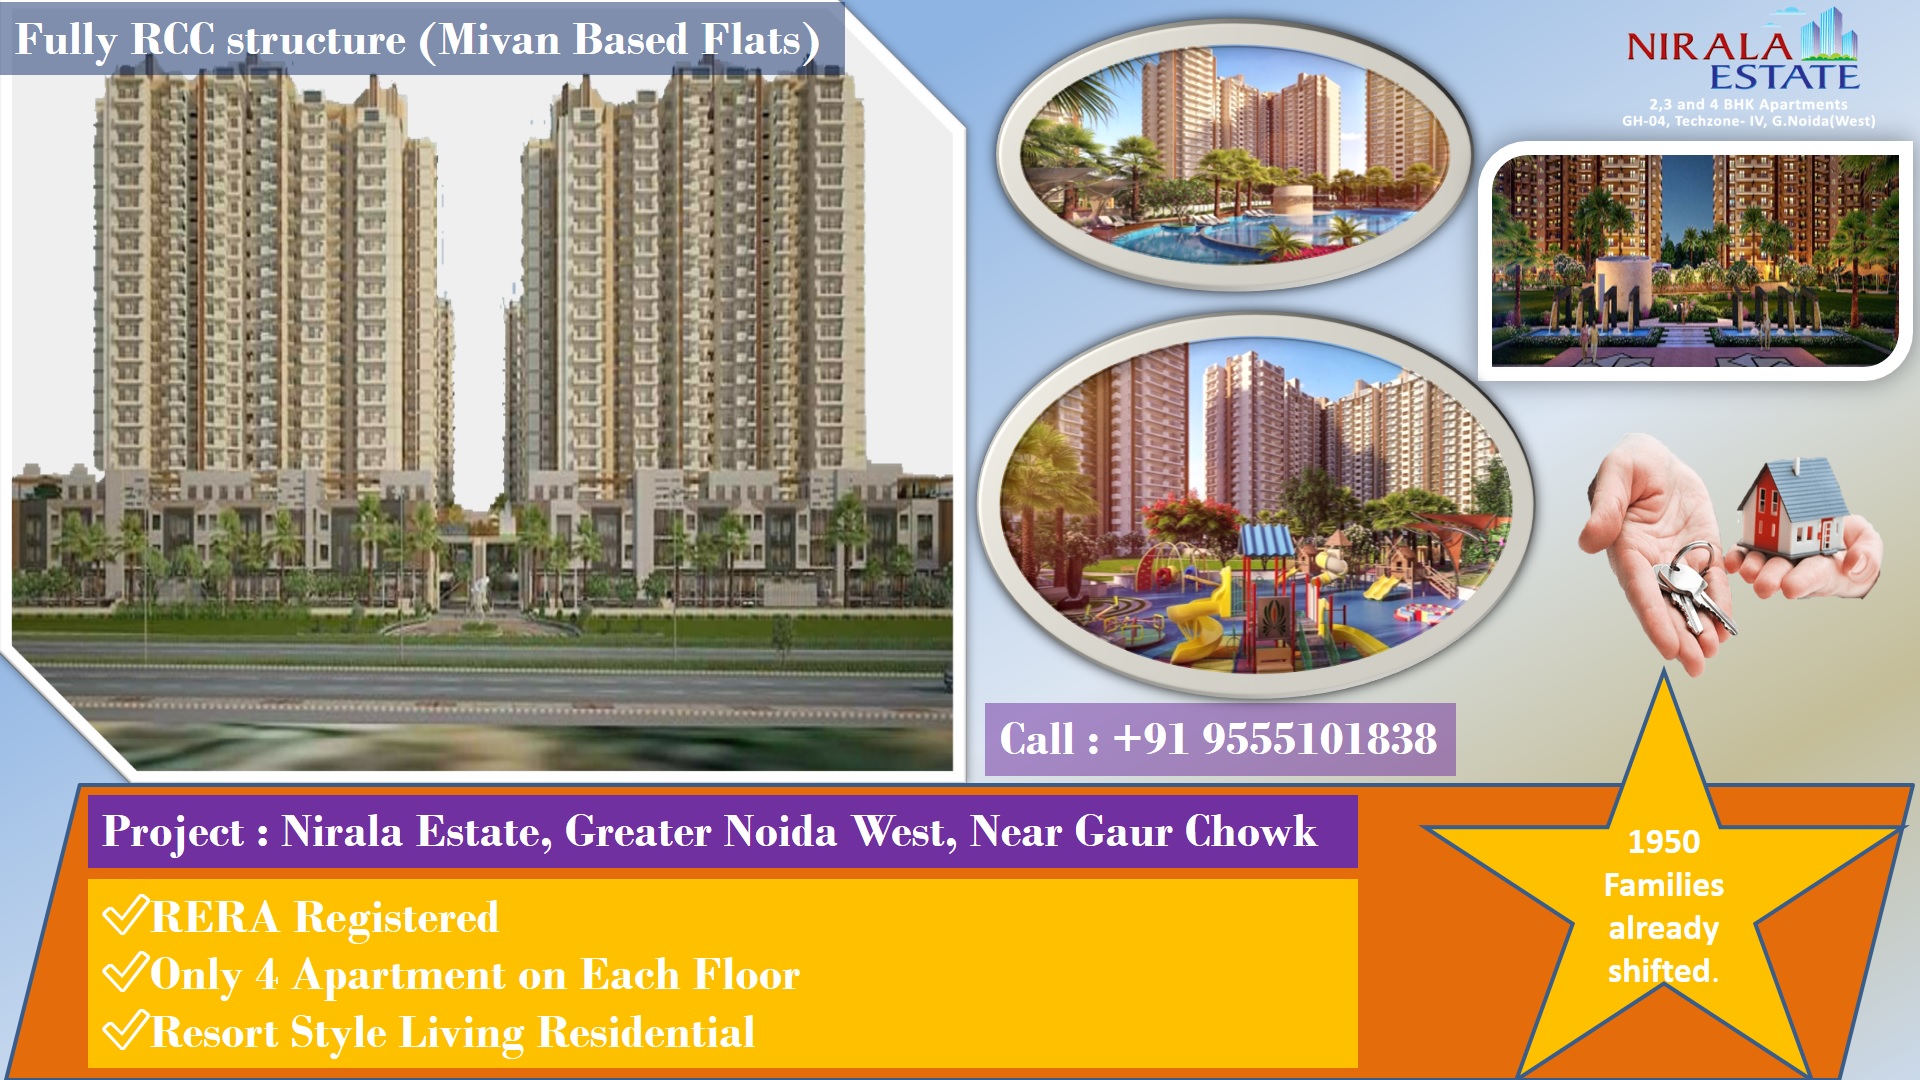 Fully RCC structure (Mivan Based Flats)
NIRALA
ESTATE
2,3 and 4 BHK Apartments
GH-04, Techzone- IV, G.Noida(West)
Call : +91 9555101838
Project : Nirala Estate, Greater Noida West, Near Gaur Chowk
RERA Registered
Only 4 Apartment on Each Floor
Resort Style Living Residential
1950
Families
already
shifted.